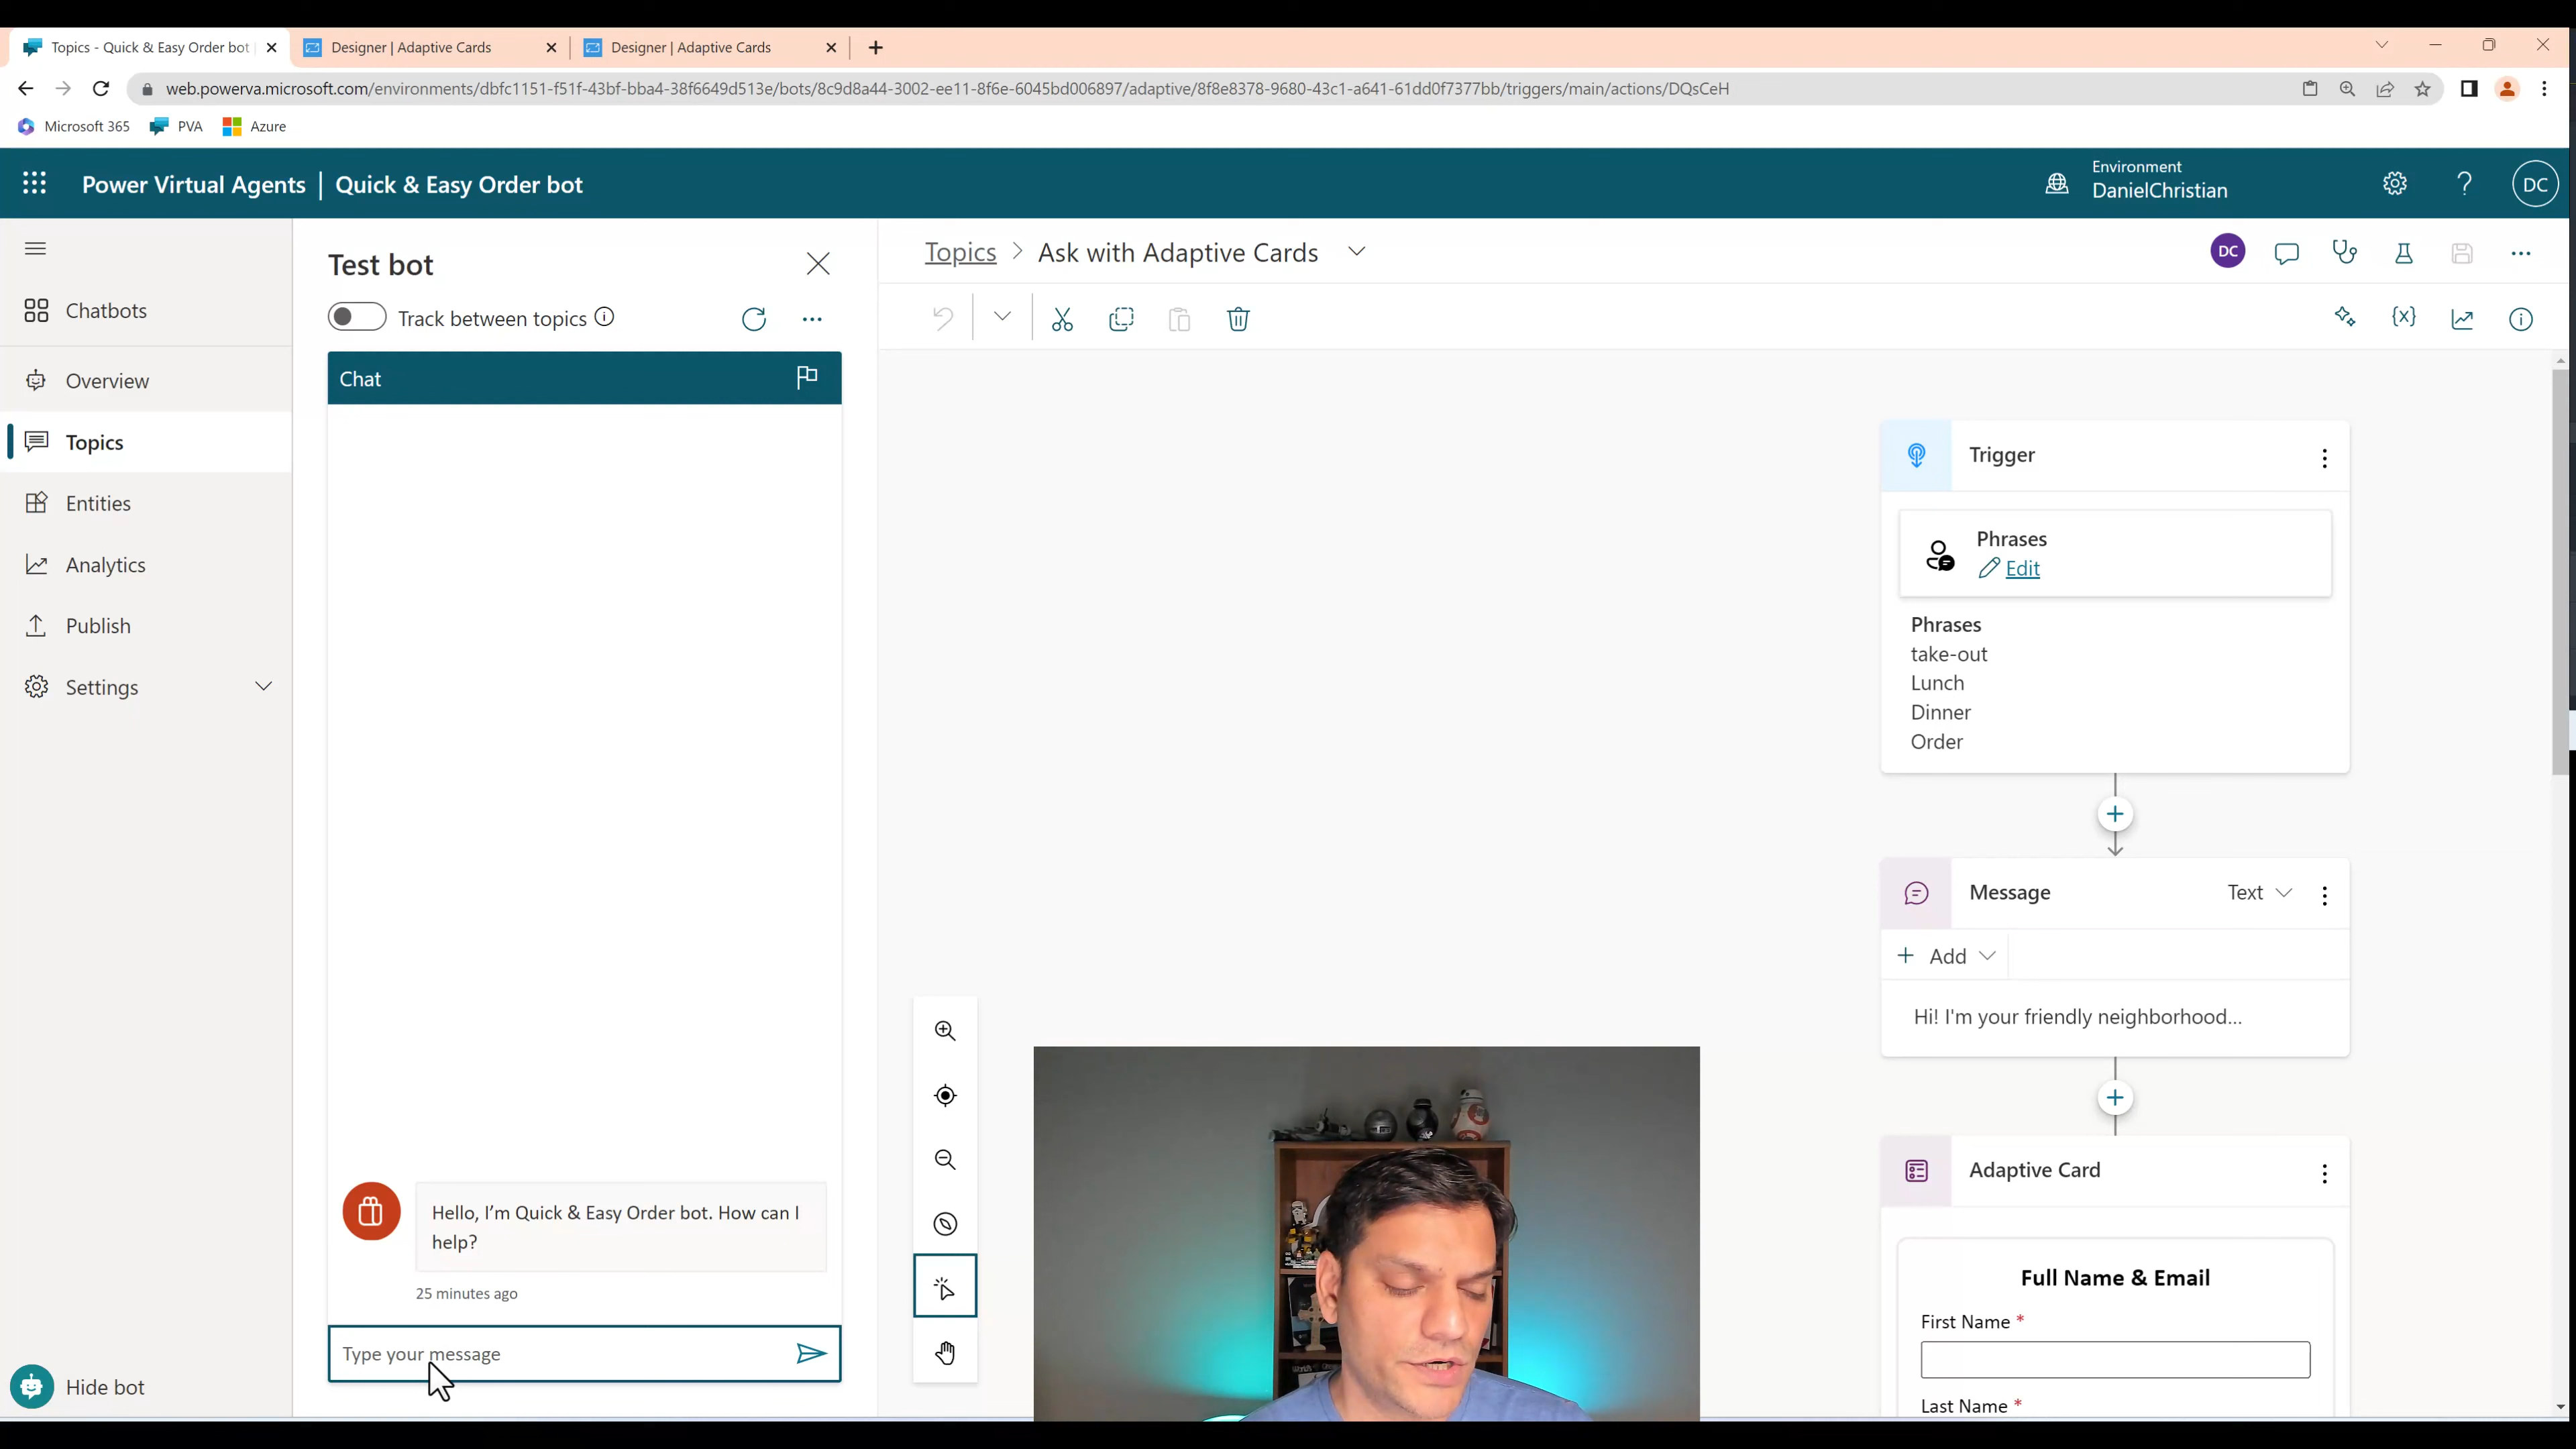 Topics - Quick & Easy Order bot
Designer | Adaptive Cards
Designer | Adaptive Cards
web.powerva.microsoft.com/environments/dbfc1151-f51f-43bf-bba4-38f6649d513e/bots/8c9d8a44-3002-ee11-8f6e-6045bd006897/adaptive/8f8e8378-9680-43c1-a641-61dd0f7377bb/triggers/main/actions/DQsCeH
Microsoft 365
PVA
Azure
Power Virtual Agents | Quick & Easy Order bot
Environment
DanielChristian
DC
Chatbots
Overview
Topics
Entities
Analytics
Publish
Settings
Hide bot
Test bot
Track between topics
Chat
Hello, I'm Quick & Easy Order bot. How can I
help?
25 minutes ago
Type your message
Topics > Ask with Adaptive Cards
DC
Trigger
Phrases
Edit
Phrases
take-out
Lunch
Dinner
Order
Message
Text
Add
Hi! I'm your friendly neighborhood...
Adaptive Card
Full Name & Email
First Name *
Last Name *